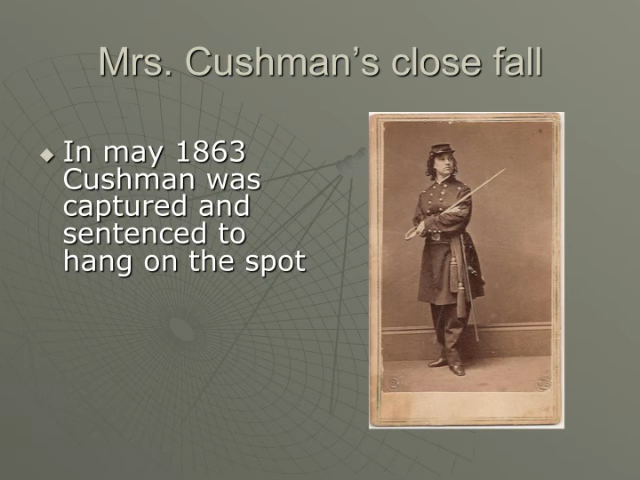 Mrs. Cushman’s close fall
In may 1863
Cushman was
captured and
sentenced to
hang on the spot